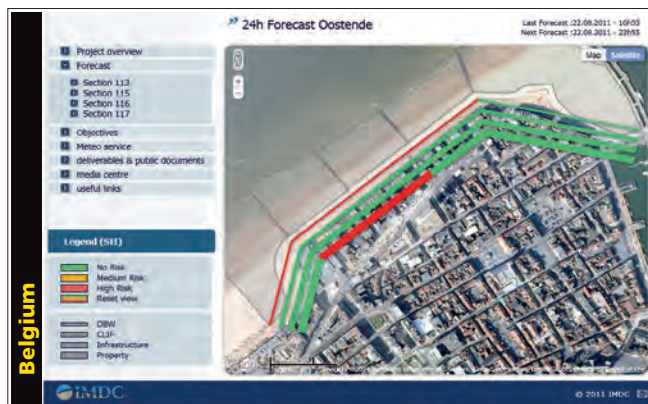 24h Forecast Oostende
Last Forecast :22.08.2011 - 10h55
Next Forecast :22.08.2011 - 22h55
Project overview
Forecast
Section 113
Section 115
Section 116
Section 117
Objectives
Meteo service
deliverables & public documents
media centre
useful links
Map
Satellite
Legend (SII)
No Risk
Medium Risk
High Risk
Reset view
DBW
CLIF
Infrastructure
Property
Belgium
IMDC
© 2011 IMDC